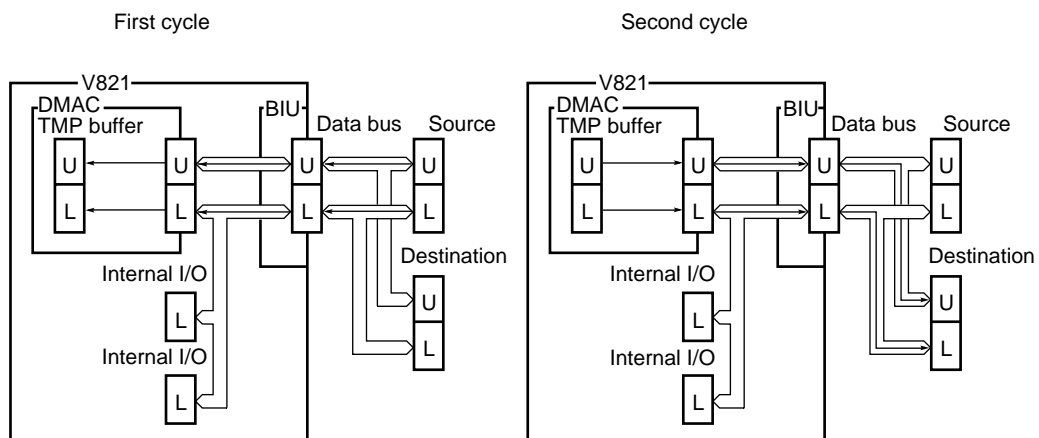 First cycle
Second cycle
V821
DMAC
TMP buffer
BIU
Data bus
Source
U
U
U
U
L
L
L
L
Internal I/O
Destination
L
U
Internal I/O
L
L
V821
DMAC
TMP buffer
BIU
Data bus
Source
U
U
U
U
L
L
L
L
Internal I/O
Destination
L
U
Internal I/O
L
L